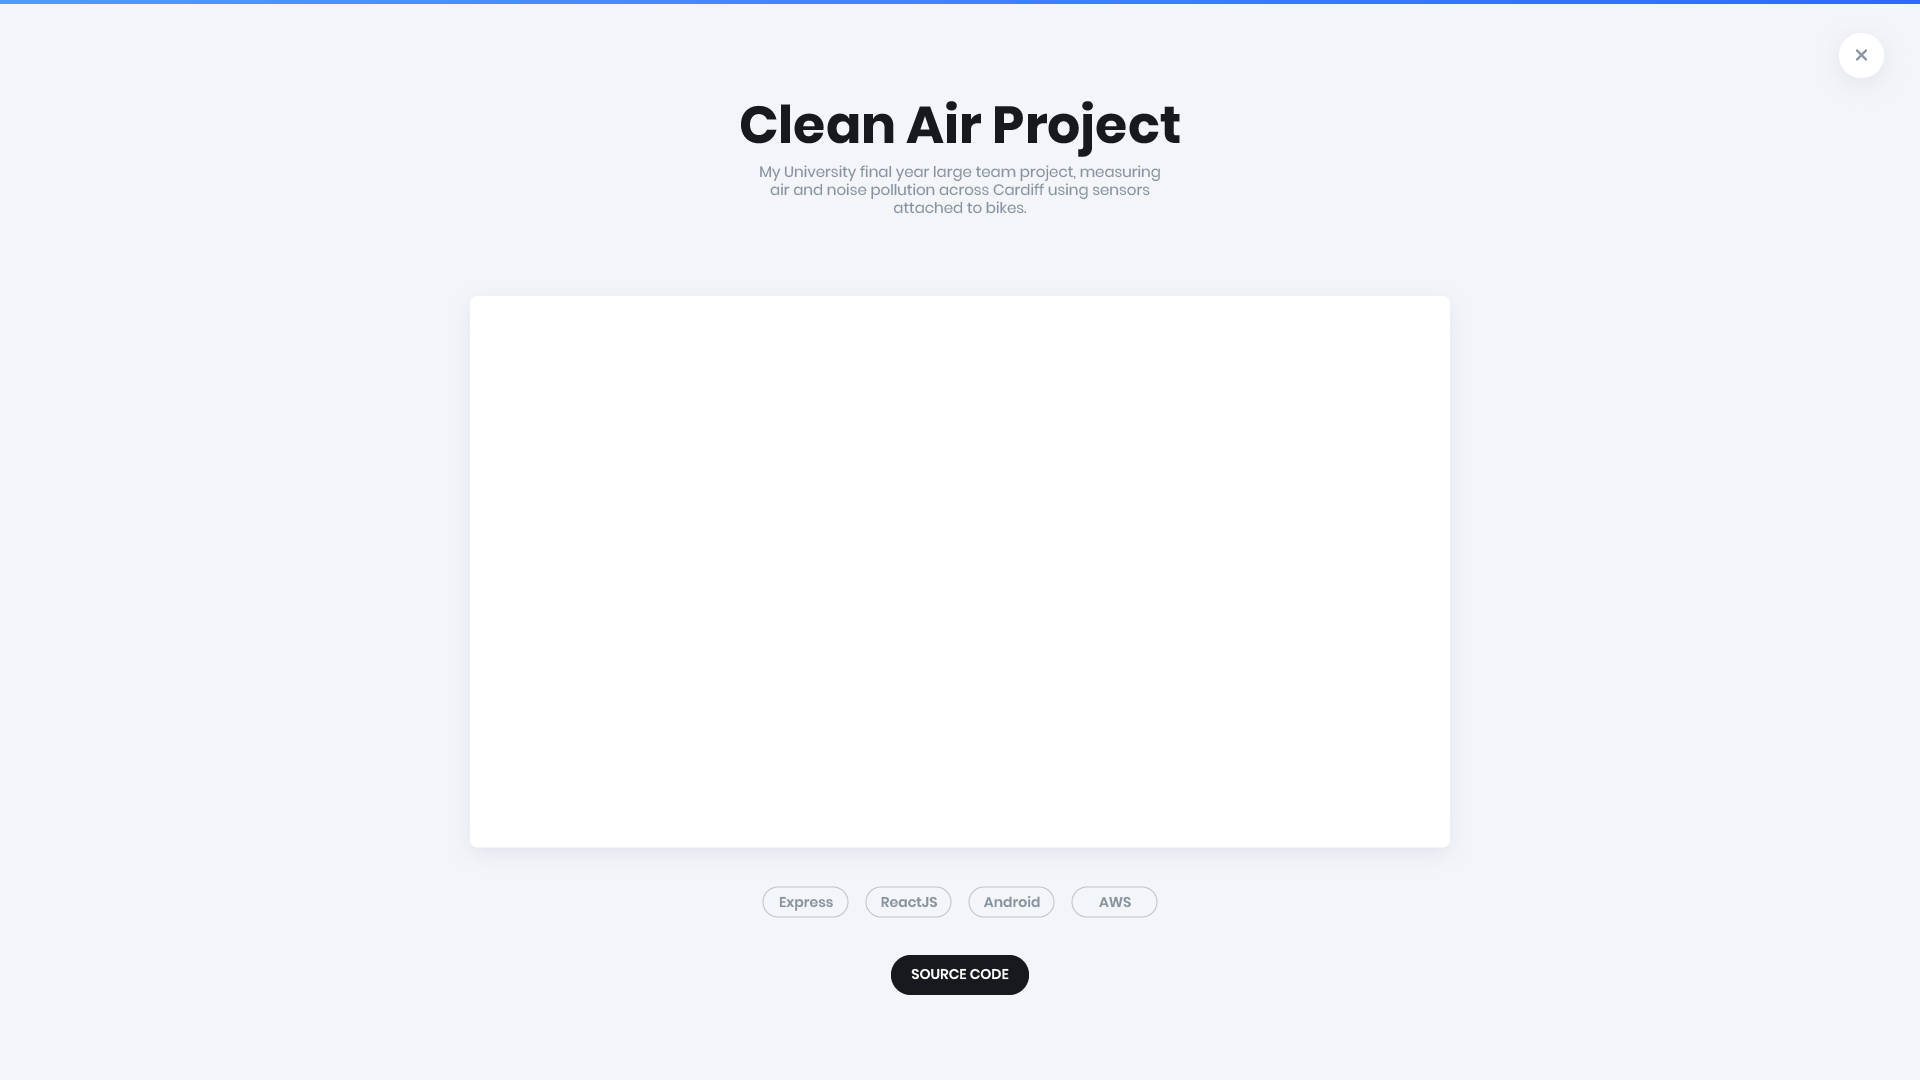 Clean Air Project
My University final year large team project, measuring
air and noise pollution across Cardiff using sensors
attached to bikes.
Express
ReactJS
Android
AWS
SOURCE CODE